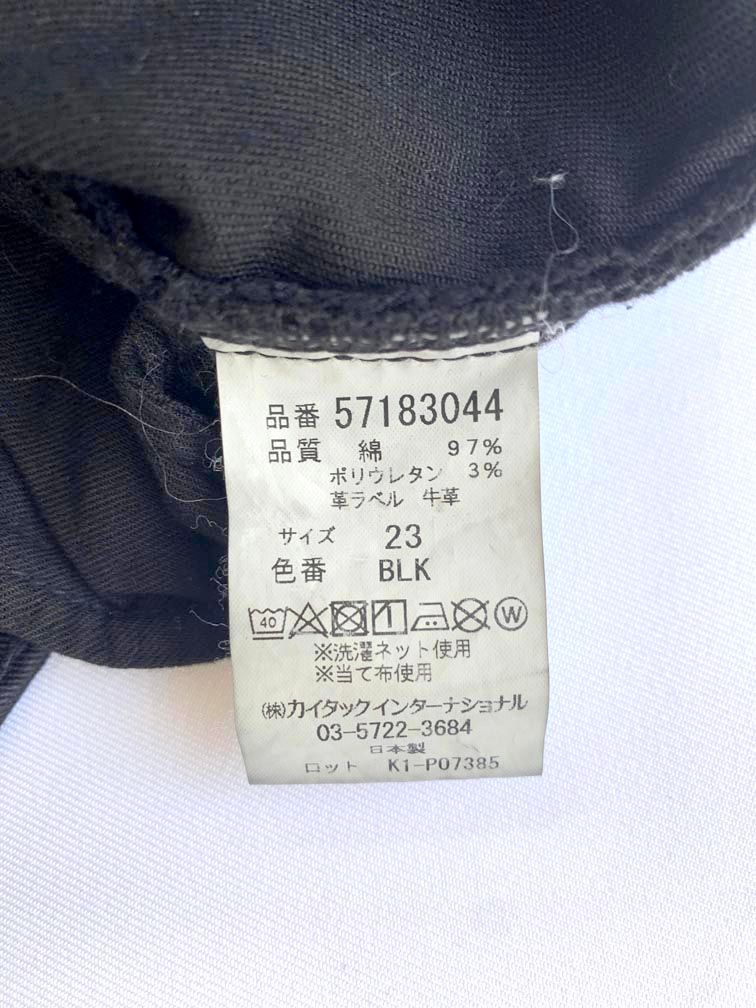 品番 57183044
品質 綿 97%
ポリウレタン 3%
革ラベル 牛革
サイズ 23
色番 BLK
40 W
※洗濯ネット使用
※当て布使用
㈱カイタックインターナショナル
03-5722-3684
日本製
ロット K1-P07385